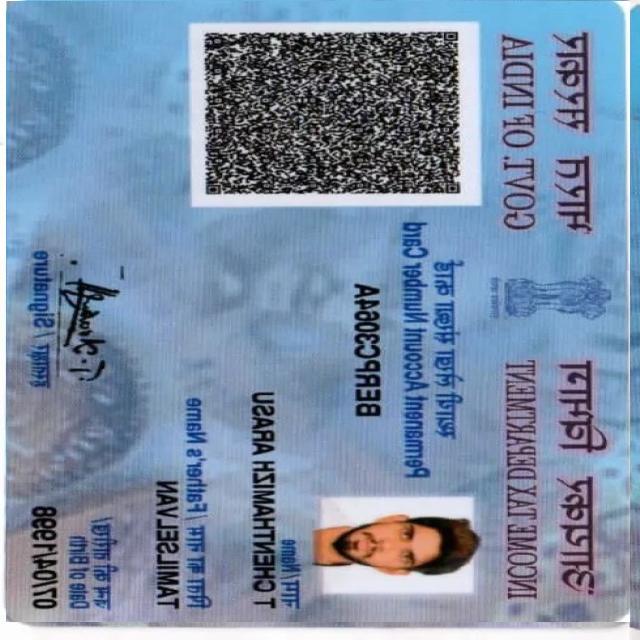 आयकर विभाग भारत सरकार
INCOME TAX DEPARTMENT GOVT. OF INDIA
स्थायी लेखा संख्या कार्ड
Permanent Account Number Card
BERPC3064A
नाम / Name
T CHENTHAMIZH ARASU
पिता का नाम / Father's Name
TAMILSELVAN
जन्म की तारीख /
Date of Birth
07/04/1998
हस्ताक्षर / Signature